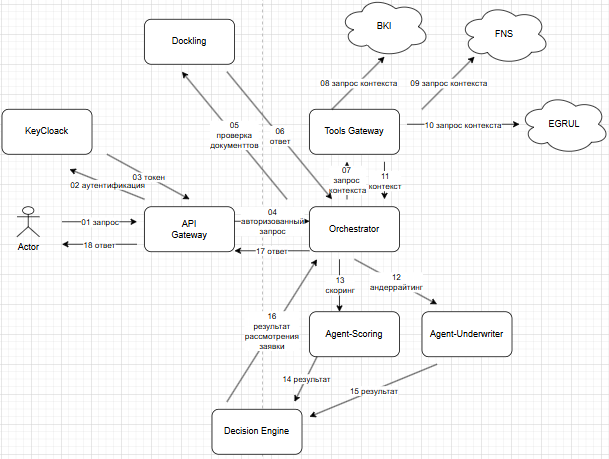 BKI
FNS
Dockling
08 запрос контекста
09 запрос контекста
KeyCloack
05
проверка
документтов
06
ответ
Tools Gateway
10 запрос контекста
EGRUL
03 токен
02 аутентификация
07
запрос
контекста
11
контекст
01 запрос
API
Gateway
04
авторизованный
запрос
Orchestrator
Actor
18 ответ
17 ответ
13
скоринг
12
андеррайтинг
16
результат
рассмотрения
заявки
Agent-Scoring
Agent-Underwriter
14 результат
15 результат
Decision Engine